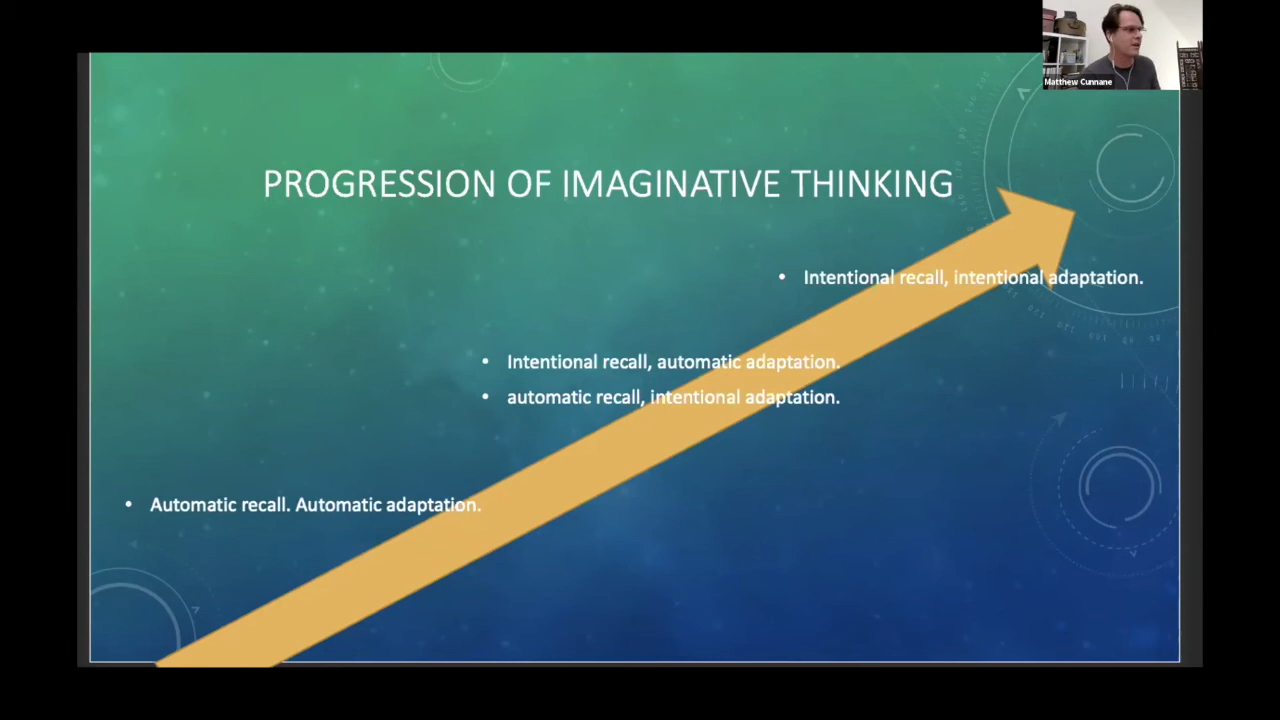 Matthew Cunnane
PROGRESSION OF IMAGINATIVE THINKING
• Intentional recall, intentional adaptation.
• Intentional recall, automatic adaptation.
• automatic recall, intentional adaptation.
• Automatic recall. Automatic adaptation.